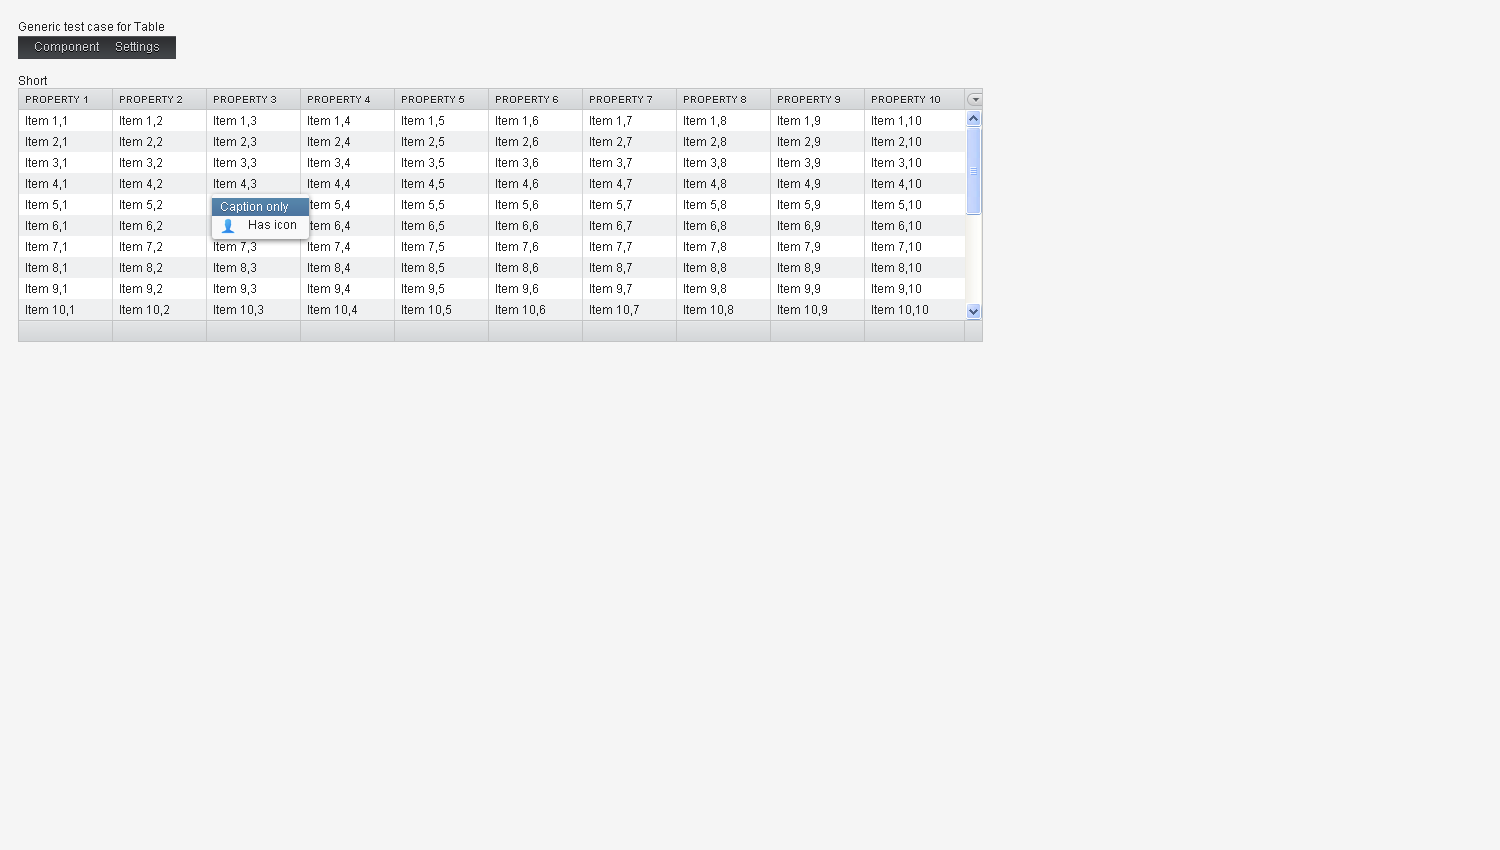 Generic test case for Table
Component Settings
Short
PROPERTY 1 PROPERTY 2 PROPERTY 3 PROPERTY 4 PROPERTY 5 PROPERTY 6 PROPERTY 7 PROPERTY 8 PROPERTY 9 PROPERTY 10
Item 1,1 Item 1,2 Item 1,3 Item 1,4 Item 1,5 Item 1,6 Item 1,7 Item 1,8 Item 1,9 Item 1,10
Item 2,1 Item 2,2 Item 2,3 Item 2,4 Item 2,5 Item 2,6 Item 2,7 Item 2,8 Item 2,9 Item 2,10
Item 3,1 Item 3,2 Item 3,3 Item 3,4 Item 3,5 Item 3,6 Item 3,7 Item 3,8 Item 3,9 Item 3,10
Item 4,1 Item 4,2 Item 4,3 Item 4,4 Item 4,5 Item 4,6 Item 4,7 Item 4,8 Item 4,9 Item 4,10
Item 5,1 Item 5,2 Caption only Item 5,4 Item 5,5 Item 5,6 Item 5,7 Item 5,8 Item 5,9 Item 5,10
Item 6,1 Item 6,2 Has icon Item 6,4 Item 6,5 Item 6,6 Item 6,7 Item 6,8 Item 6,9 Item 6,10
Item 7,1 Item 7,2 Item 7,3 Item 7,4 Item 7,5 Item 7,6 Item 7,7 Item 7,8 Item 7,9 Item 7,10
Item 8,1 Item 8,2 Item 8,3 Item 8,4 Item 8,5 Item 8,6 Item 8,7 Item 8,8 Item 8,9 Item 8,10
Item 9,1 Item 9,2 Item 9,3 Item 9,4 Item 9,5 Item 9,6 Item 9,7 Item 9,8 Item 9,9 Item 9,10
Item 10,1 Item 10,2 Item 10,3 Item 10,4 Item 10,5 Item 10,6 Item 10,7 Item 10,8 Item 10,9 Item 10,10